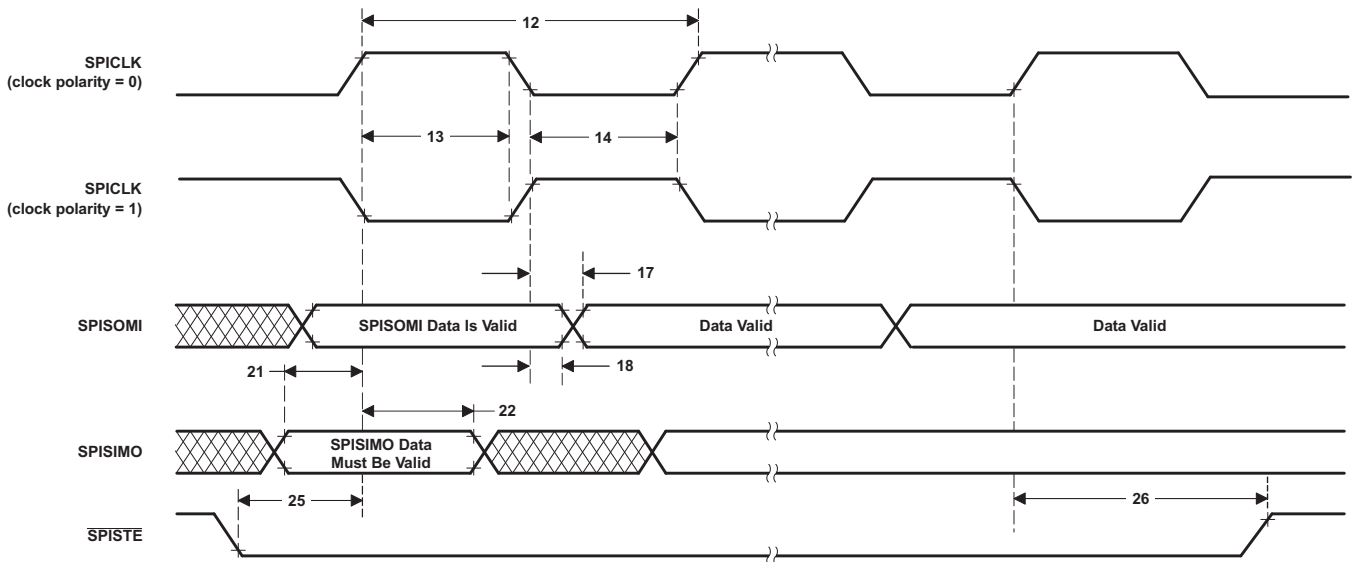 12
SPICLK
(clock polarity = 0)
13
14
SPICLK
(clock polarity = 1)
17
SPISOMI
SPISOMI Data Is Valid
Data Valid
Data Valid
18
21
22
SPISIMO
SPISIMO Data
Must Be Valid
25
26
SPISTE